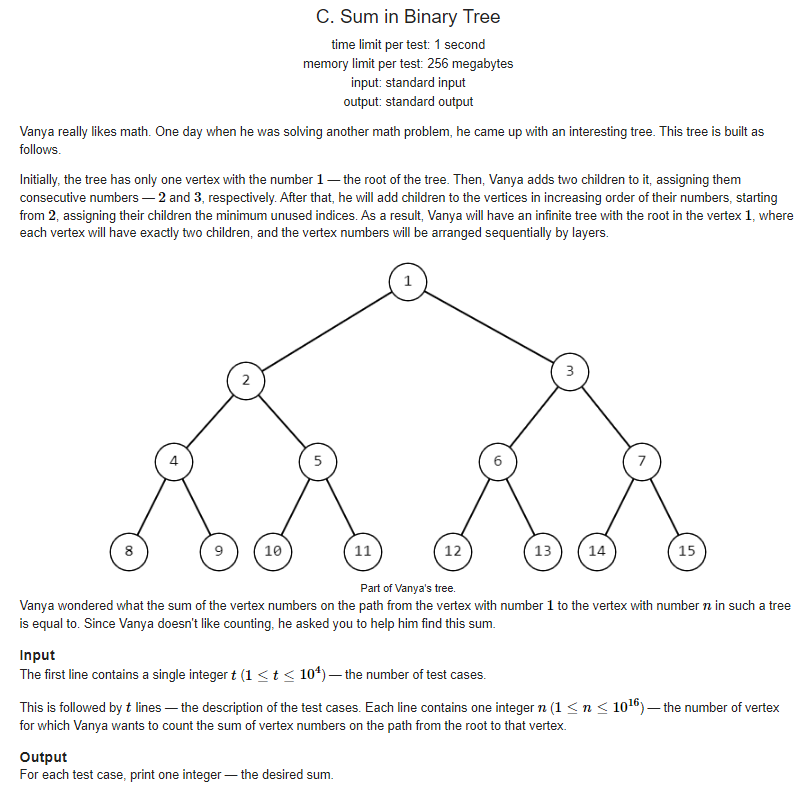 C. Sum in Binary Tree
time limit per test: 1 second
memory limit per test: 256 megabytes
input: standard input
output: standard output
Vanya really likes math. One day when he was solving another math problem, he came up with an interesting tree. This tree is built as
follows.
Initially, the tree has only one vertex with the number 1 — the root of the tree. Then, Vanya adds two children to it, assigning them
consecutive numbers — 2 and 3, respectively. After that, he will add children to the vertices in increasing order of their numbers, starting
from 2, assigning their children the minimum unused indices. As a result, Vanya will have an infinite tree with the root in the vertex 1, where
each vertex will have exactly two children, and the vertex numbers will be arranged sequentially by layers.
1
2 3
4 5 6 7
8 9 10 11 12 13 14 15
Part of Vanya's tree.
Vanya wondered what the sum of the vertex numbers on the path from the vertex with number 1 to the vertex with number n in such a tree
is equal to. Since Vanya doesn't like counting, he asked you to help him find this sum.
Input
The first line contains a single integer t (1 ≤ t ≤ 10⁴) — the number of test cases.
This is followed by t lines — the description of the test cases. Each line contains one integer n (1 ≤ n ≤ 10¹⁶) — the number of vertex
for which Vanya wants to count the sum of vertex numbers on the path from the root to that vertex.
Output
For each test case, print one integer — the desired sum.